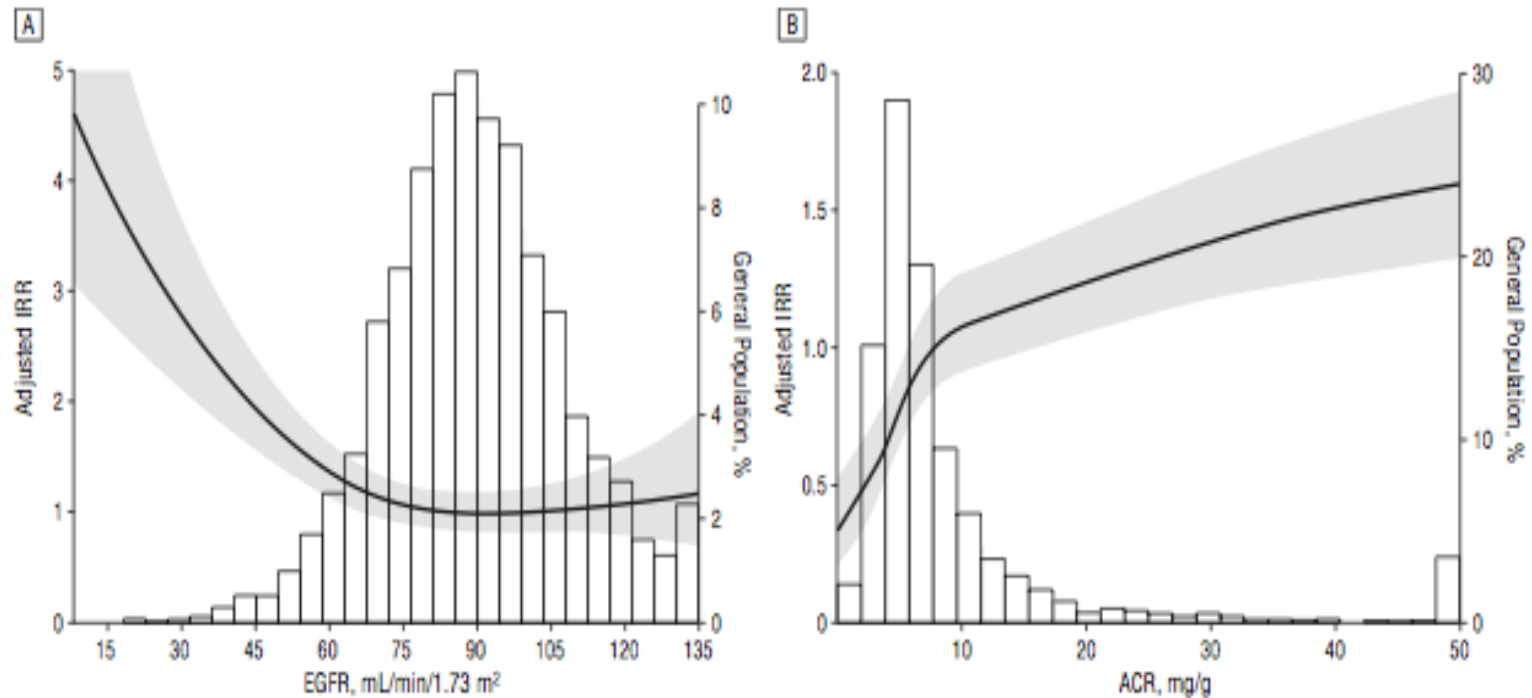 A
5
4
3
2
1
0
Adjusted IRR
10
8
6
4
2
0
General Population, %
15 30 45 60 75 90 105 120 135
EGFR, mL/min/1.73 m²
B
2.0
1.5
1.0
0.5
0
Adjusted IRR
30
20
10
0
General Population, %
10 20 30 40 50
ACR, mg/g